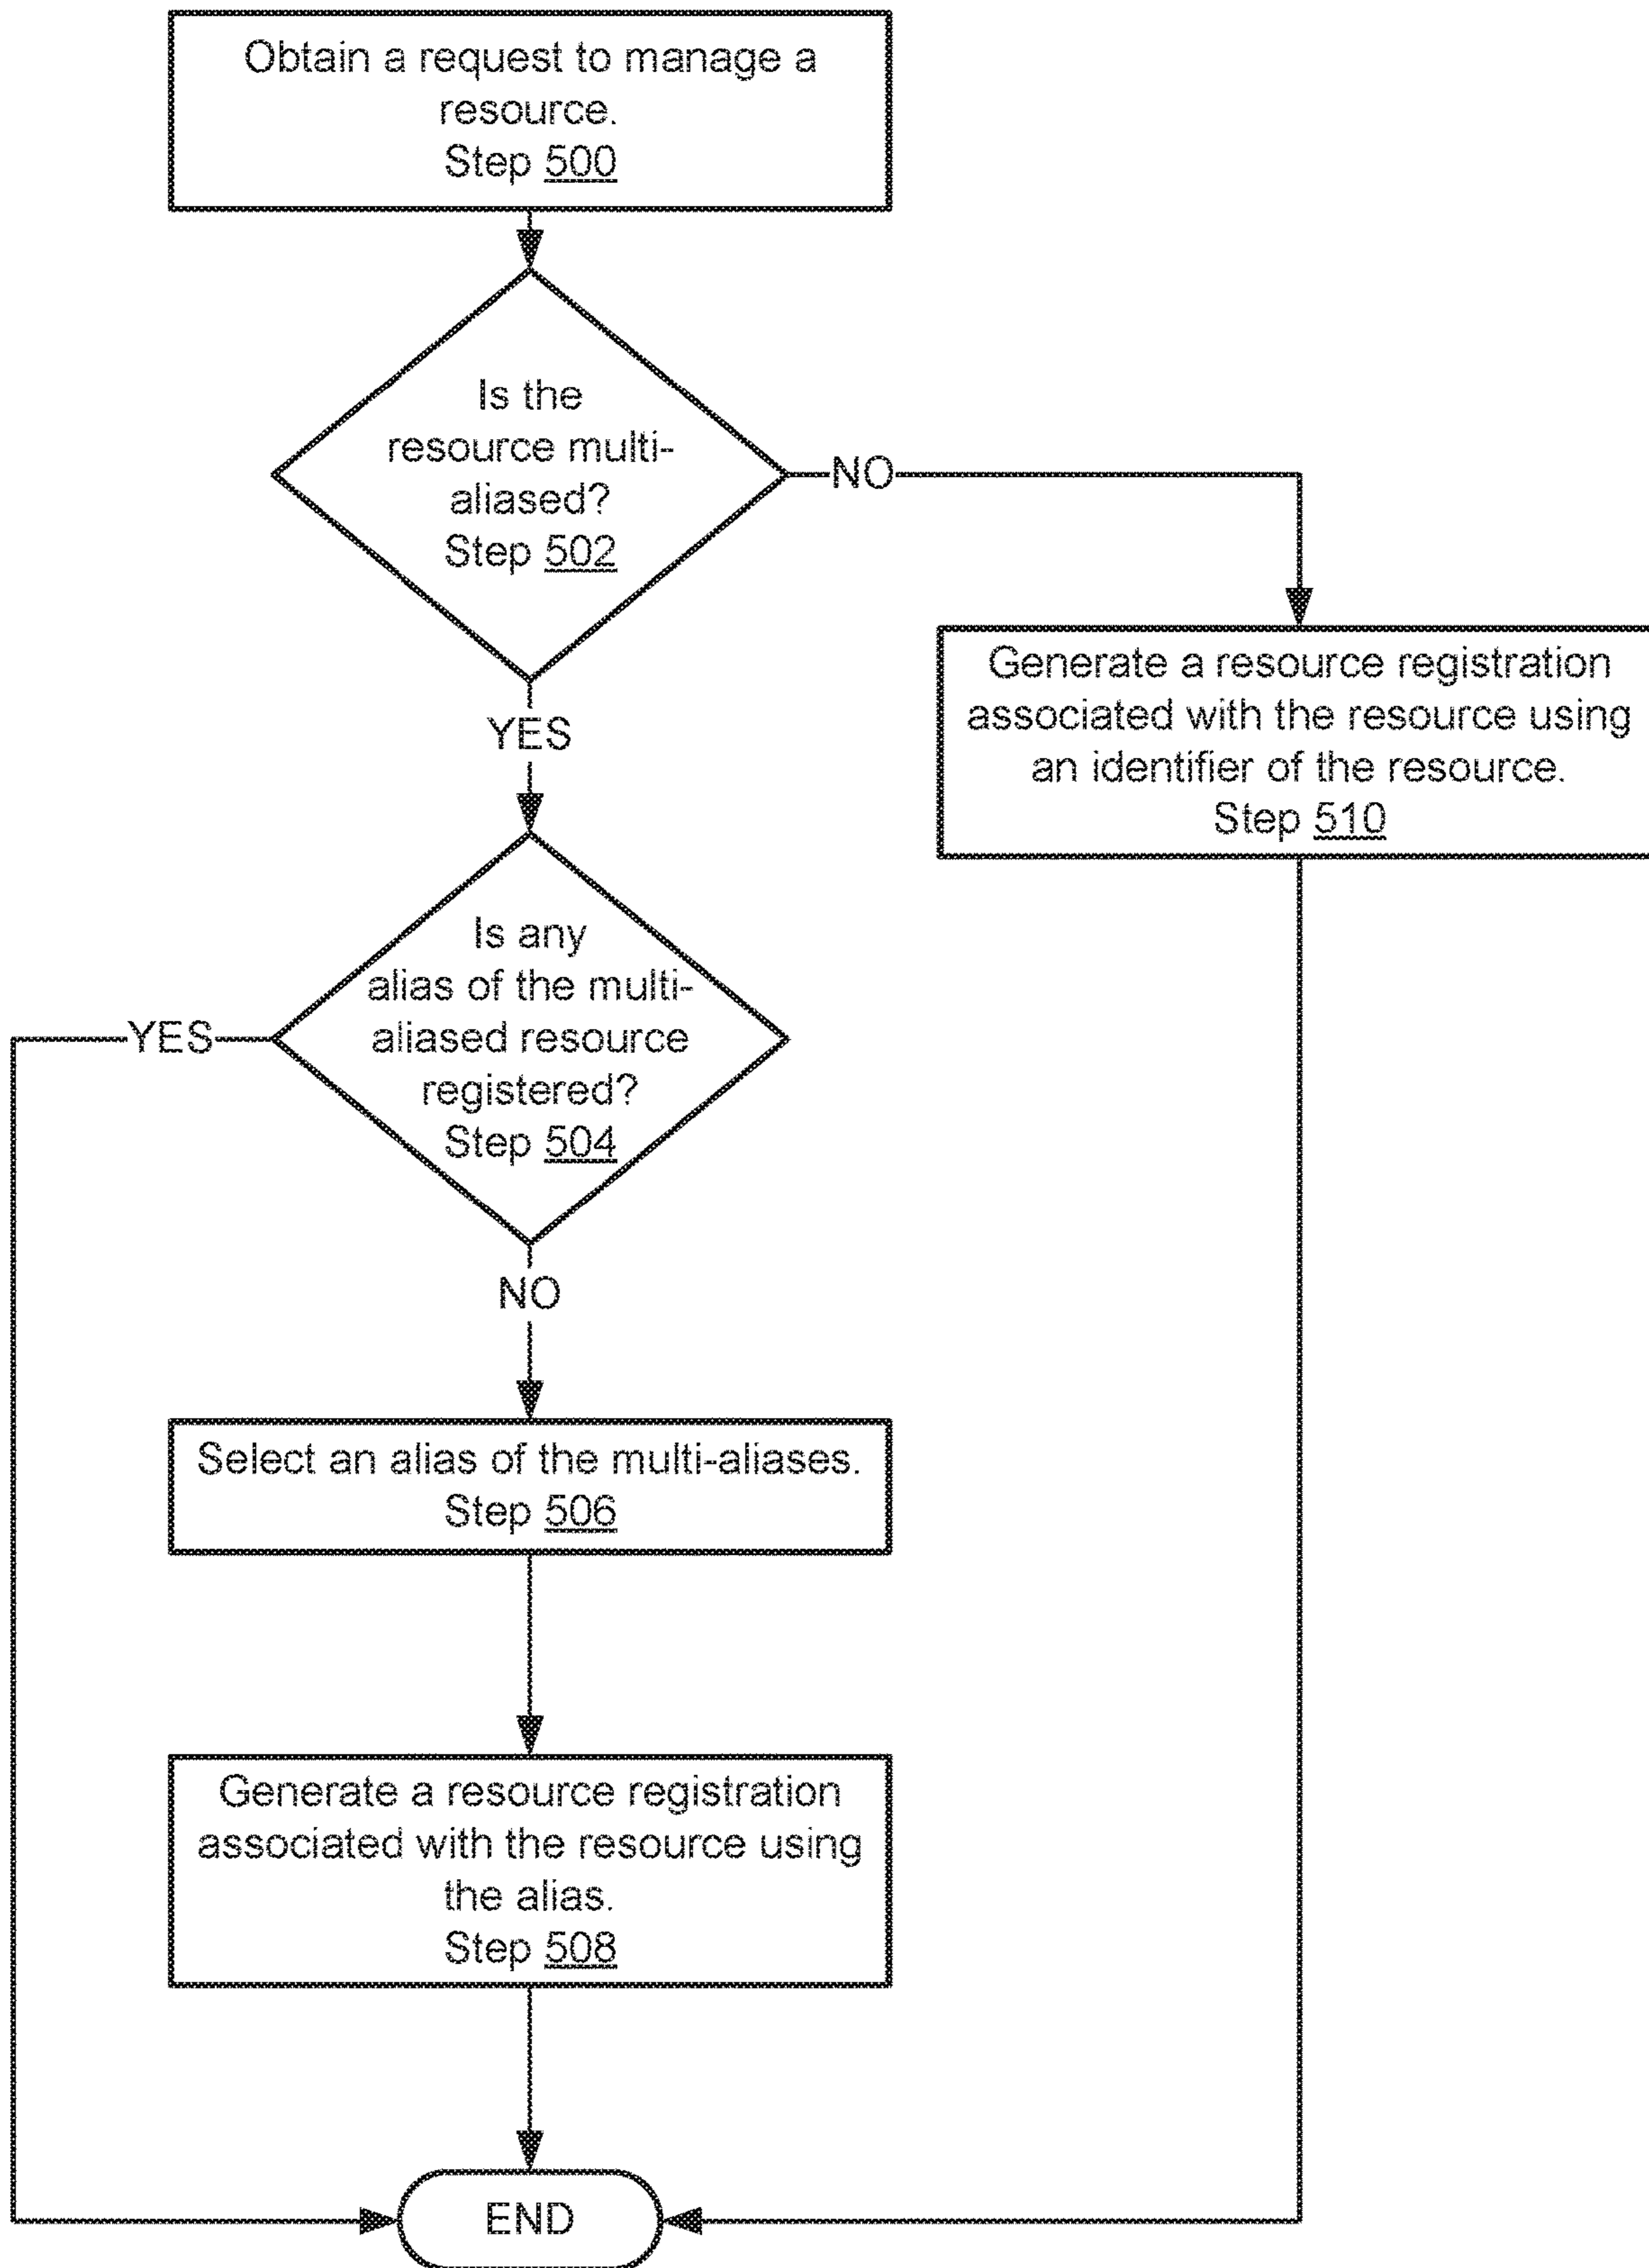 Obtain a request to manage a
resource.
Step 500
Is the
resource multi-
aliased?
Step 502
NO
YES
Generate a resource registration
associated with the resource using
an identifier of the resource.
Step 510
Is any
alias of the multi-
aliased resource
registered?
Step 504
YES
NO
Select an alias of the multi-aliases.
Step 506
Generate a resource registration
associated with the resource using
the alias.
Step 508
END